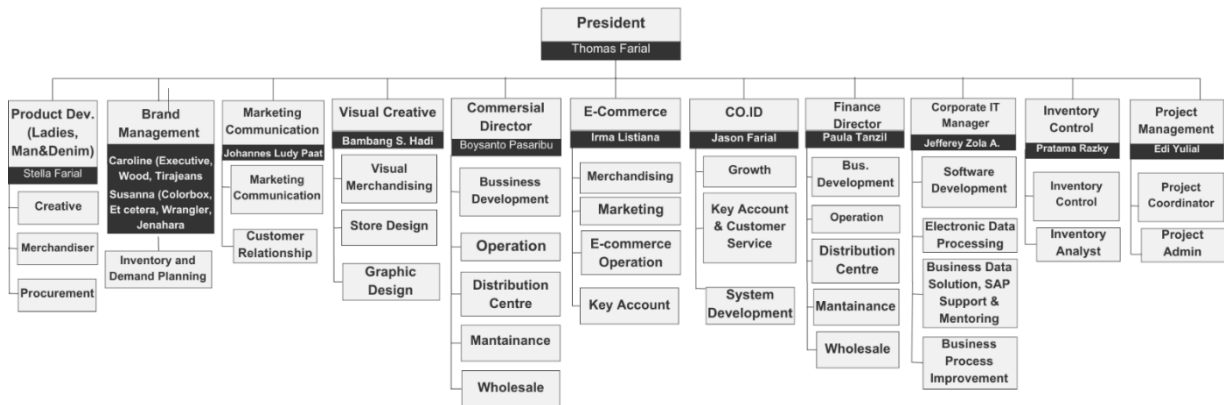 President
Thomas Farial
Product Dev.
(Ladies,
Man&Denim)
Stella Farial
Creative
Merchandiser
Procurement
Brand
Management
Caroline (Executive,
Wood, Tirajeans
Susanna (Colorbox,
Et cetera, Wrangler,
Jenahara
Inventory and
Demand Planning
Marketing
Communication
Johannes Ludy Paat
Marketing
Communication
Customer
Relationship
Visual Creative
Bambang S. Hadi
Visual
Merchandising
Store Design
Graphic
Design
Commersial
Director
Boysanto Pasaribu
Bussiness
Development
Operation
Distribution
Centre
Mantainance
Wholesale
E-Commerce
Irma Listiana
Merchandising
Marketing
E-commerce
Operation
Key Account
CO.ID
Jason Farial
Growth
Key Account
& Customer
Service
System
Development
Finance
Director
Paula Tanzil
Bus.
Development
Operation
Distribution
Centre
Mantainance
Wholesale
Corporate IT
Manager
Jefferey Zola A.
Software
Development
Electronic Data
Processing
Business Data
Solution, SAP
Support &
Mentoring
Business
Process
Improvement
Inventory
Control
Pratama Razky
Inventory
Control
Inventory
Analyst
Project
Management
Edi Yulial
Project
Coordinator
Project
Admin